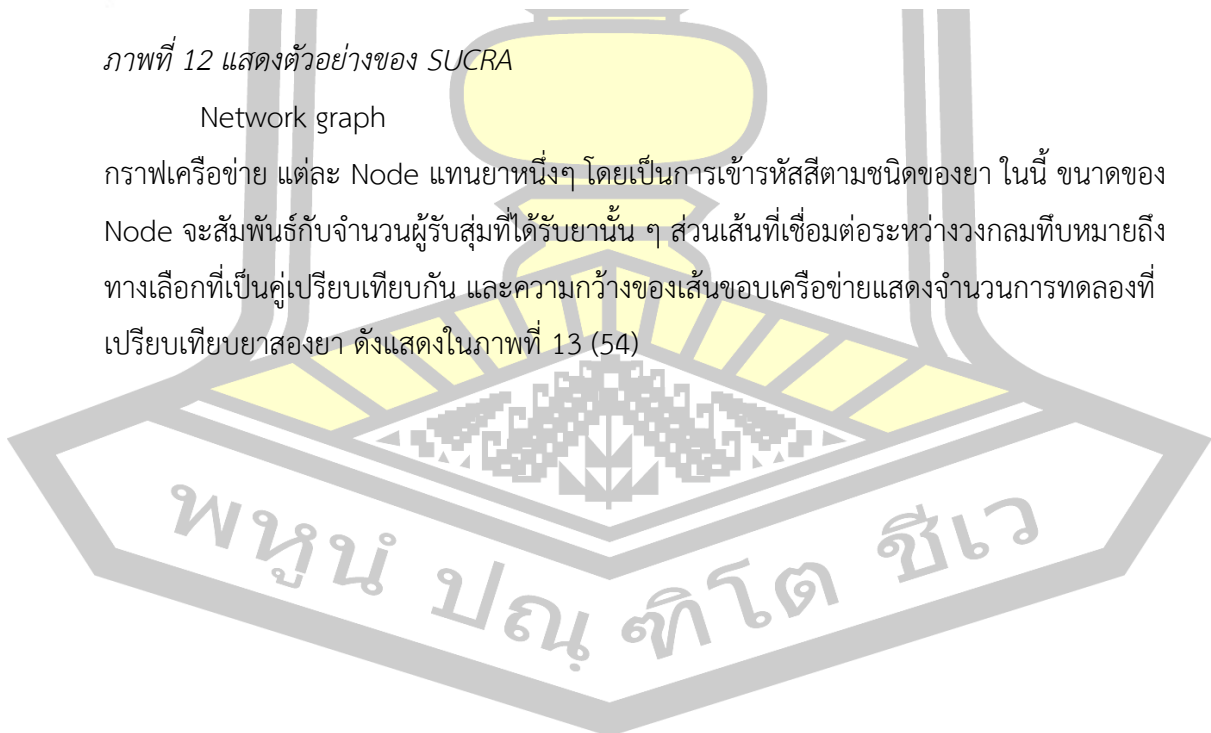 ภาพที่ 12 แสดงตัวอย่างของ SUCRA
Network graph
กราฟเครือข่าย แต่ละ Node แทนยาหนึ่งๆ โดยเป็นการเข้ารหัสสีตามชนิดของยา ในนี้ ขนาดของ
Node จะสัมพันธ์กับจำนวนผู้รับสุ่มที่ได้รับยานั้น ๆ ส่วนเส้นที่เชื่อมต่อระหว่างวงกลมทึบหมายถึง
ทางเลือกที่เป็นคู่เปรียบเทียบกัน และความกว้างของเส้นขอบเครือข่ายแสดงจำนวนการทดลองที่
เปรียบเทียบยาสองยา ดังแสดงในภาพที่ 13 (54)
พหูนํ ปณฺฑิโต ชีเว